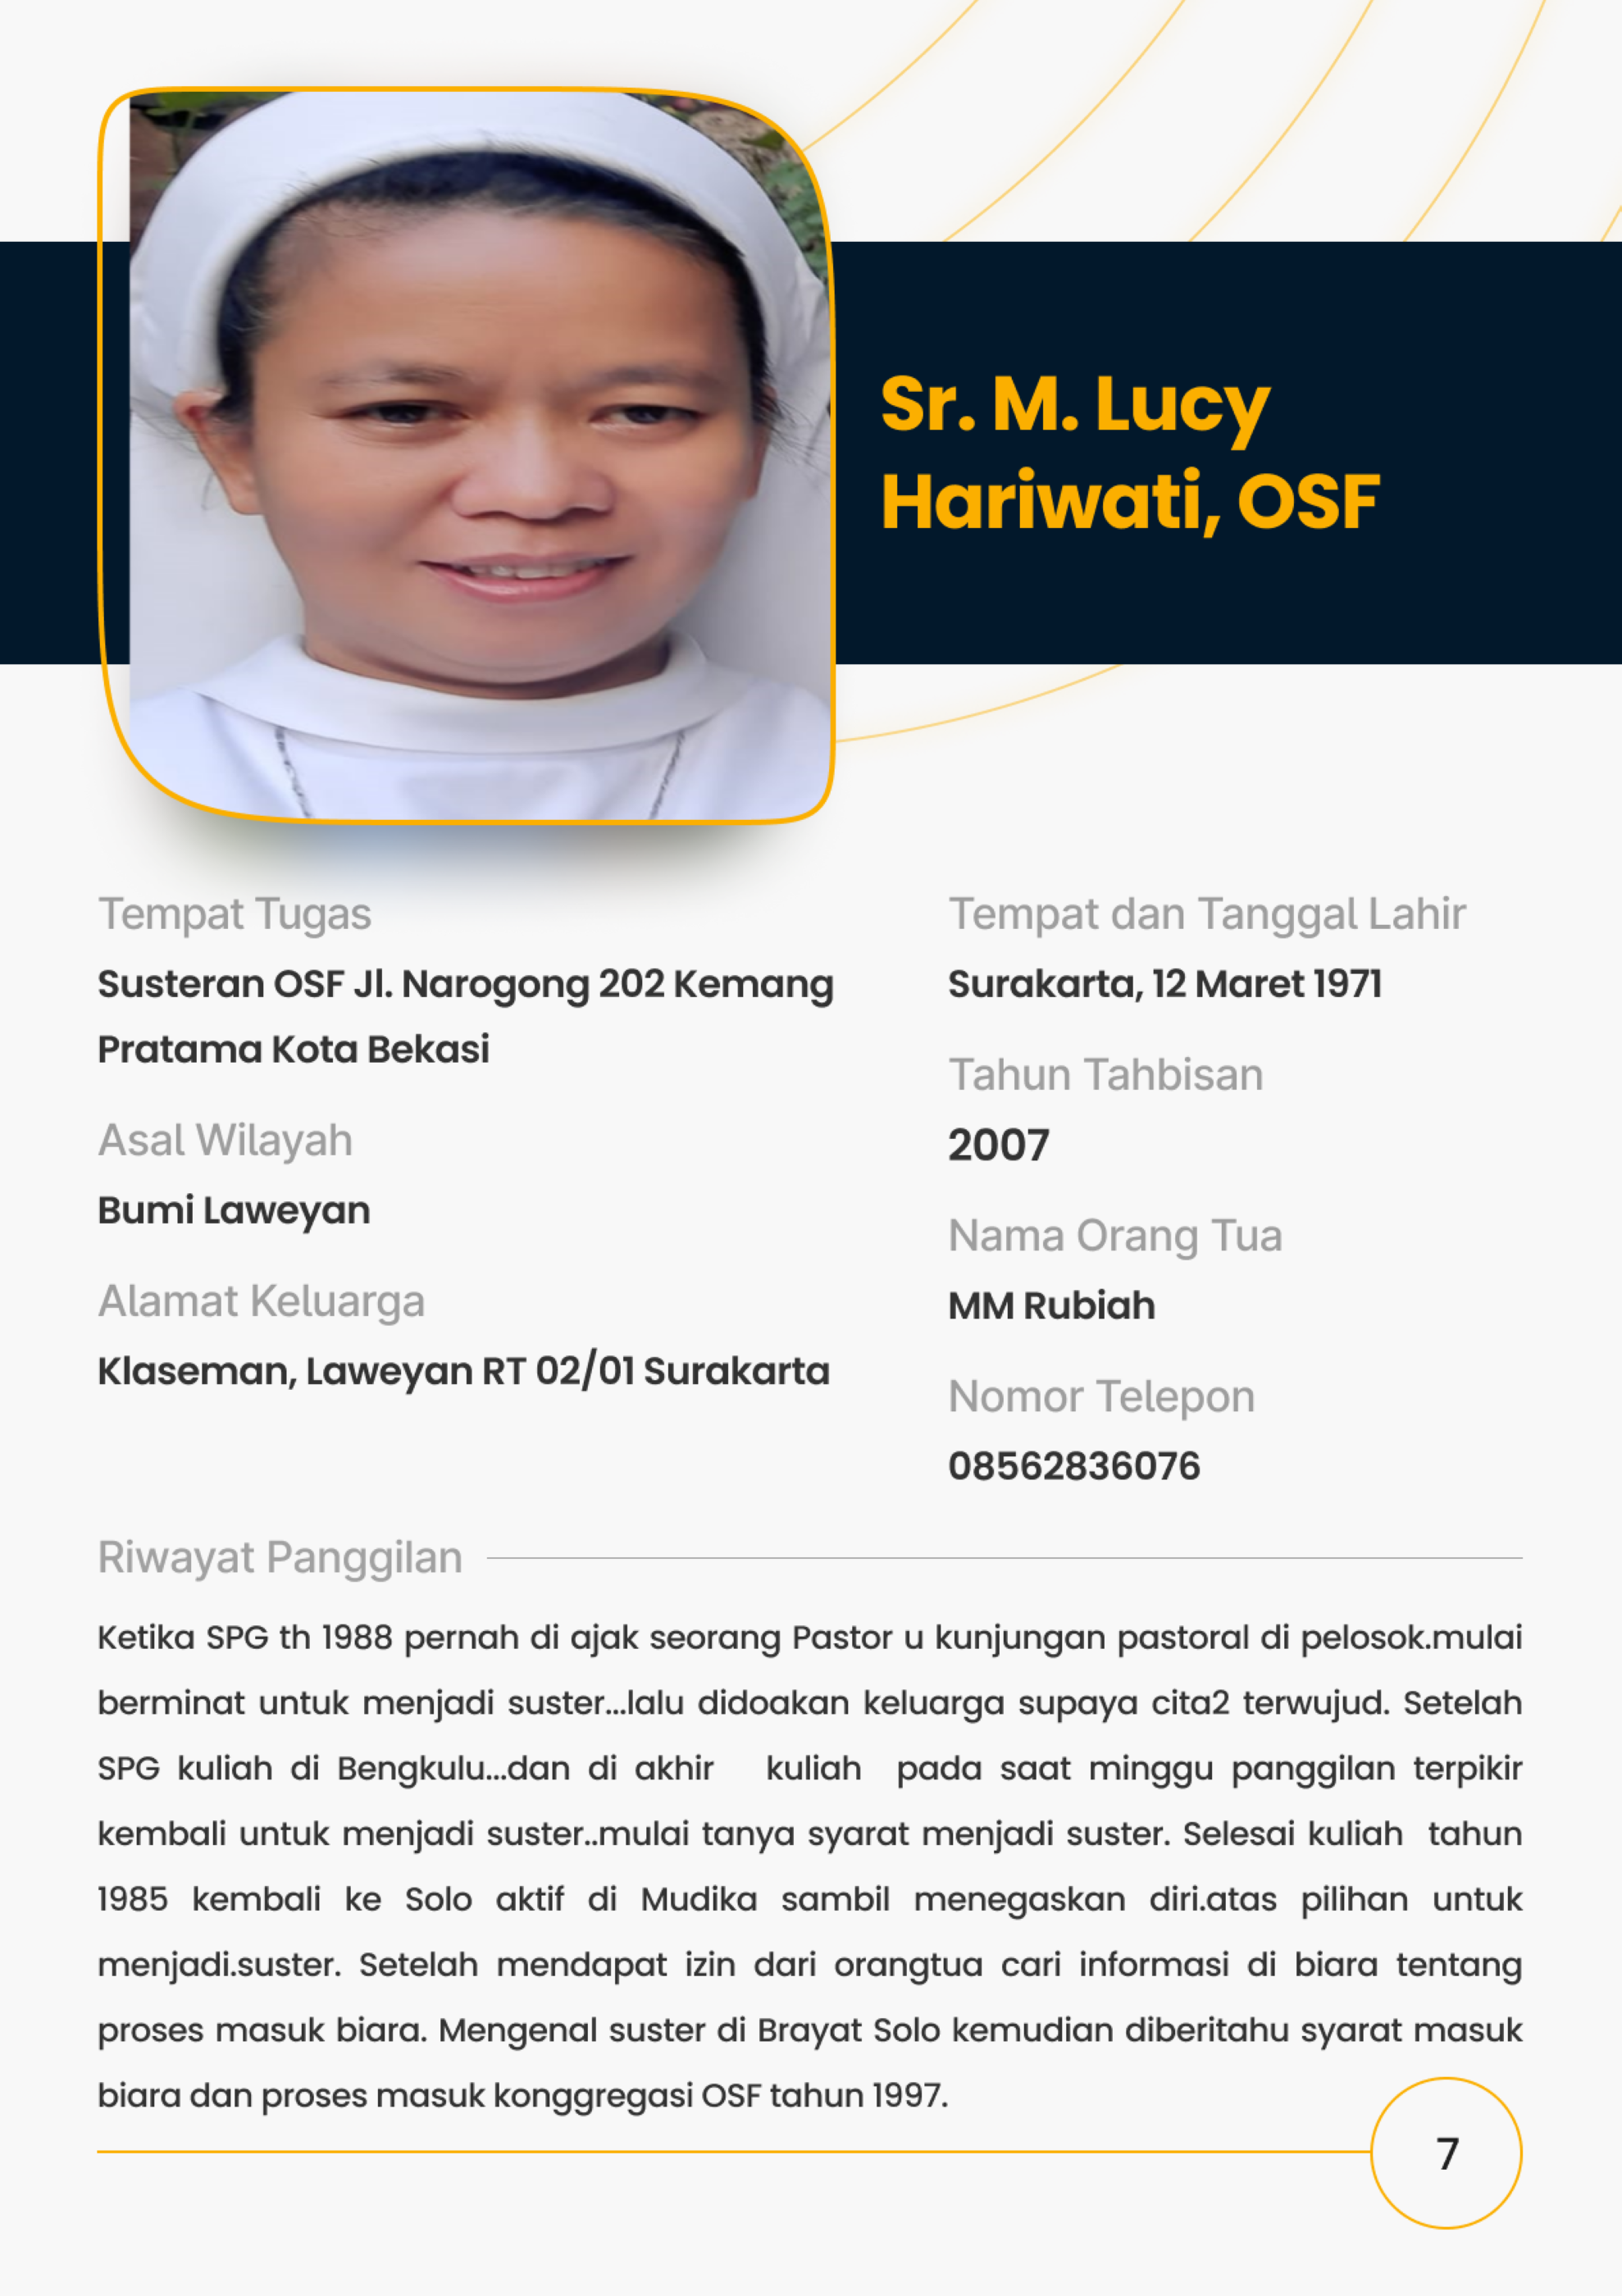 Sr. M. Lucy
Hariwati, OSF
Tempat Tugas
Susteran OSF Jl. Narogong 202 Kemang
Pratama Kota Bekasi
Asal Wilayah
Bumi Laweyan
Alamat Keluarga
Klaseman, Laweyan RT 02/01 Surakarta
Tempat dan Tanggal Lahir
Surakarta, 12 Maret 1971
Tahun Tahbisan
2007
Nama Orang Tua
MM Rubiah
Nomor Telepon
08562836076
Riwayat Panggilan
Ketika SPG th 1988 pernah di ajak seorang Pastor u kunjungan pastoral di pelosok.mulai
berminat untuk menjadi suster...lalu didoakan keluarga supaya cita2 terwujud. Setelah
SPG kuliah di Bengkulu...dan di akhir kuliah pada saat minggu panggilan terpikir
kembali untuk menjadi suster..mulai tanya syarat menjadi suster. Selesai kuliah tahun
1985 kembali ke Solo aktif di Mudika sambil menegaskan diri.atas pilihan untuk
menjadi.suster. Setelah mendapat izin dari orangtua cari informasi di biara tentang
proses masuk biara. Mengenal suster di Brayat Solo kemudian diberitahu syarat masuk
biara dan proses masuk konggregasi OSF tahun 1997.
7